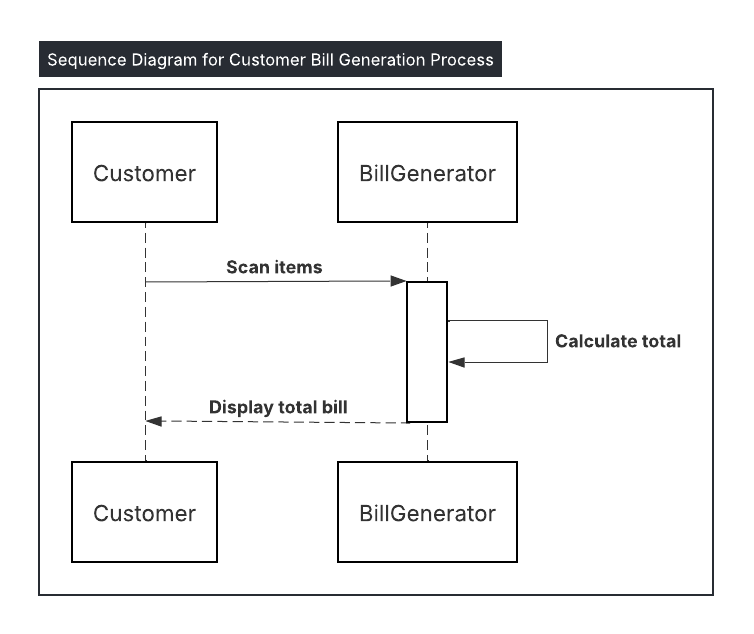 Sequence Diagram for Customer Bill Generation Process
Customer
BillGenerator
Scan items
Calculate total
Display total bill
Customer
BillGenerator